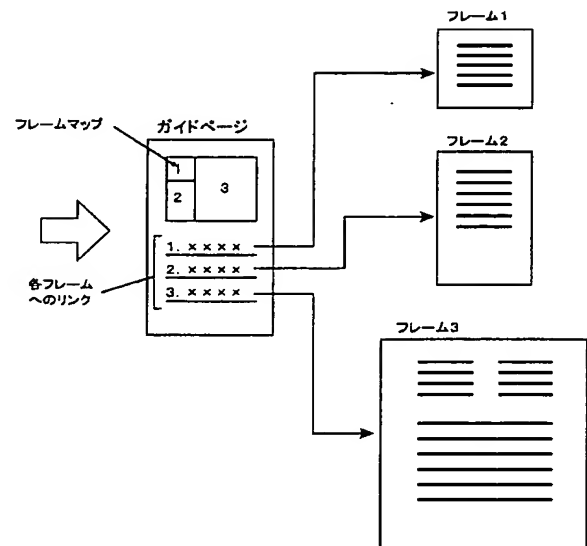 フレームマップ
ガイドページ
1
2
3
1. ××××
2. ××××
3. ××××
各フレーム
へのリンク
フレーム1
フレーム2
フレーム3